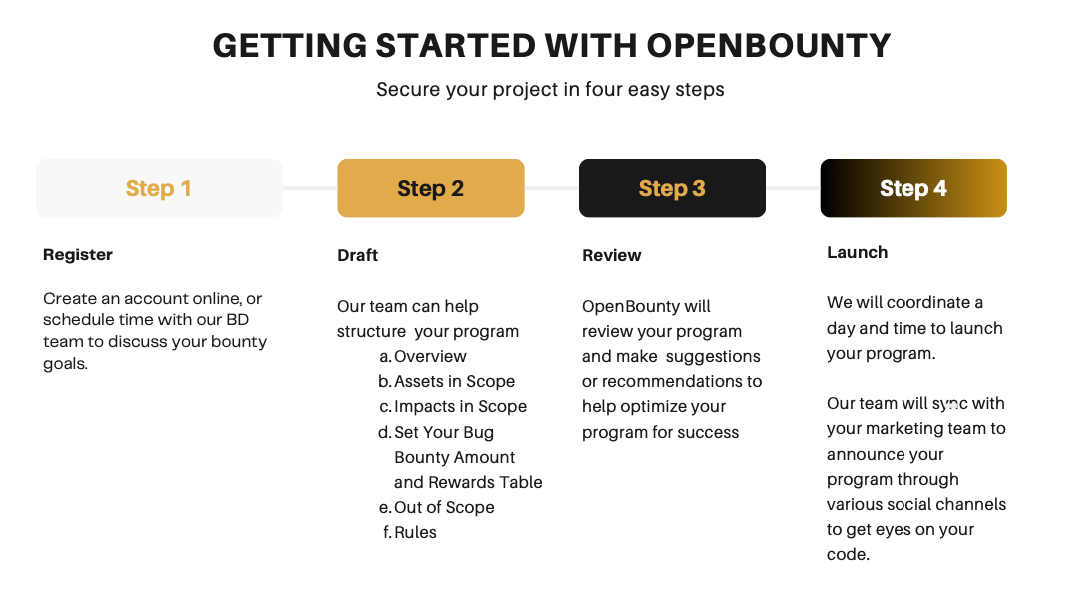 GETTING STARTED WITH OPENBOUNTY
Secure your project in four easy steps
Step 1
Register
Create an account online, or
schedule time with our BD
team to discuss your bounty
goals.
Step 2
Draft
Our team can help
structure  your program
a. Overview
b. Assets in Scope
c. Impacts in Scope
d. Set Your Bug
Bounty Amount
and Rewards Table
e. Out of Scope
f. Rules
Step 3
Review
OpenBounty will
review your program
and make  suggestions
or recommendations to
help optimize your
program for success
Step 4
Launch
We will coordinate a
day and time to launch
your program.
Our team will sync with
your marketing team to
announce your
program through
various social channels
to get eyes on your
code.